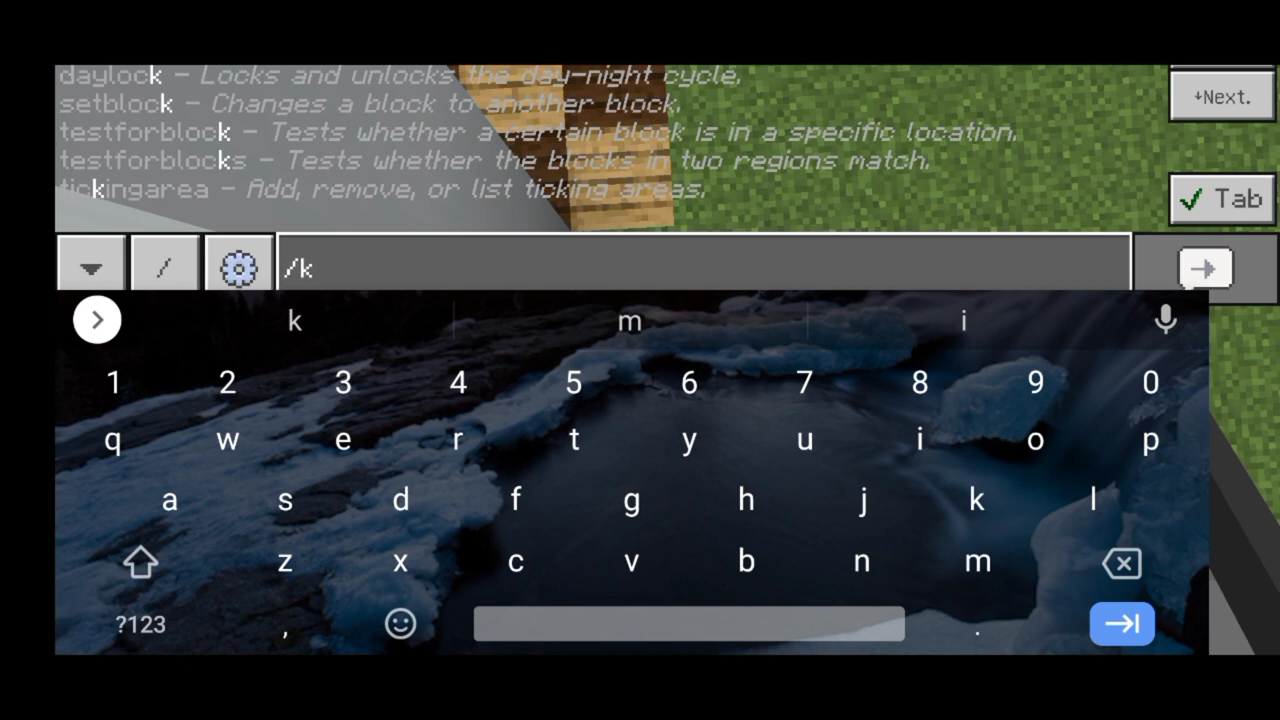 daylock - Locks and unlocks the day-night cycle.
setblock - Changes a block to another block.
testforblock - Tests whether a certain block is in a specific location.
testforblocks - Tests whether the blocks in two regions match.
tickingarea - Add, remove, or list ticking areas.
↓Next.
✓ Tab
/ /k
k m i
1 2 3 4 5 6 7 8 9 0
q w e r t y u i o p
a s d f g h j k l
z x c v b n m
?123 , .